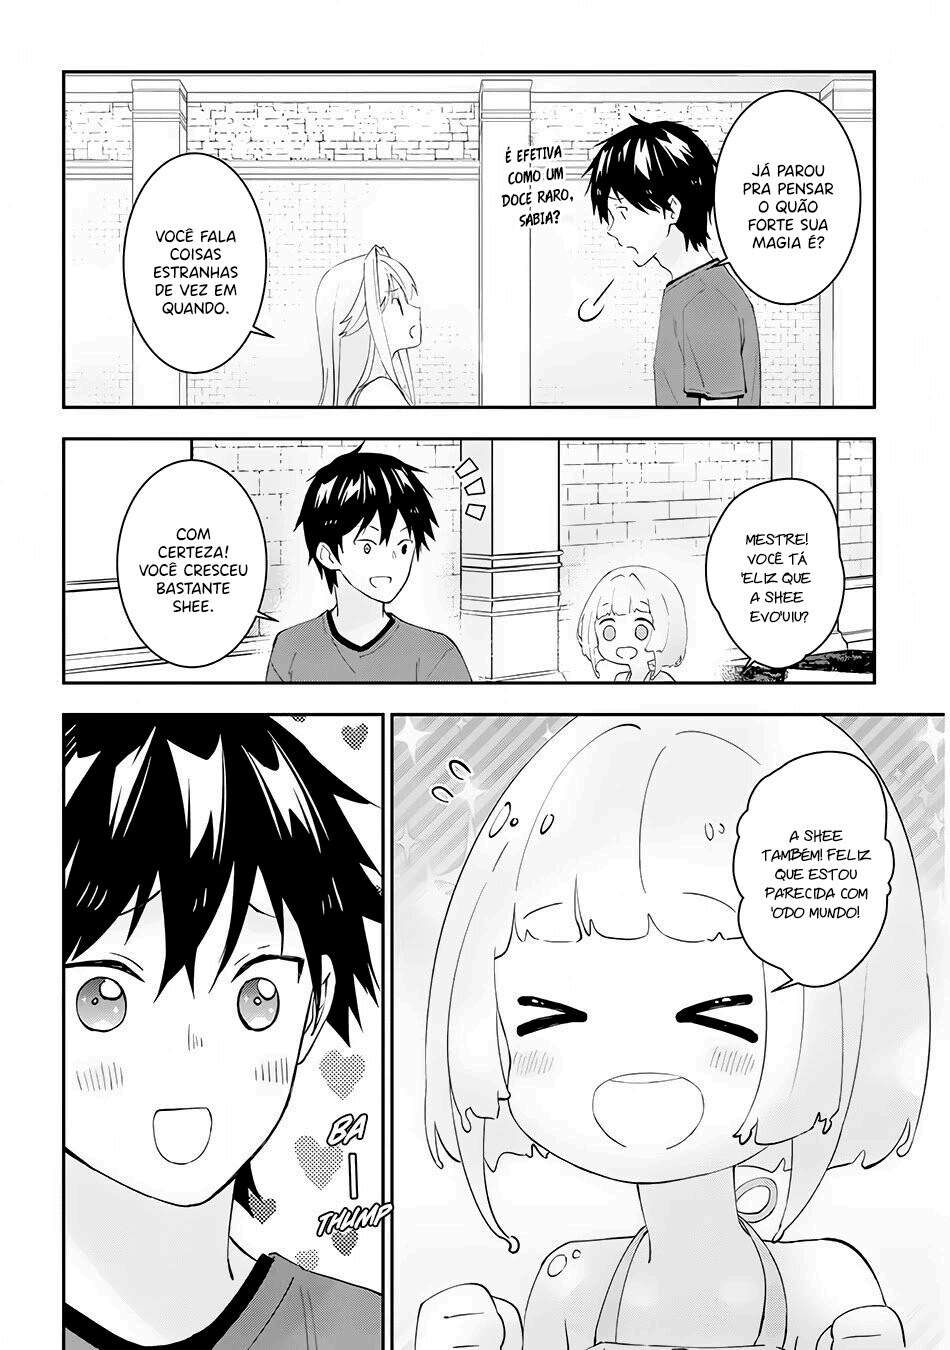 JÁ PAROU
PRA PENSAR
O QUÃO
FORTE SUA
MAGIA É?
É EFETIVA
COMO UM
DOCE RARO,
SABIA?
VOCÊ FALA
COISAS
ESTRANHAS
DE VEZ EM
QUANDO.
MESTRE!
VOCÊ TÁ
'ELIZ QUE
A SHEE
EVO'UIU?
COM
CERTEZA!
VOCÊ CRESCEU
BASTANTE
SHEE.
A SHEE
TAMBÉM! FELIZ
QUE ESTOU
PARECIDA COM
'ODO MUNDO!
BA
THUMP